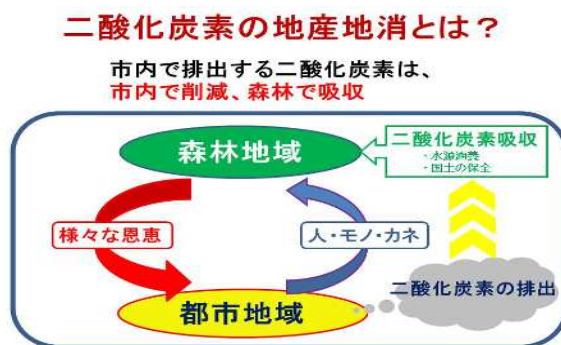 二酸化炭素の地産地消とは？
市内で排出する二酸化炭素は、
市内で削減、森林で吸収
森林地域
二酸化炭素吸収
・水源涵養
・国土の保全
様々な恩恵
人・モノ・カネ
都市地域
二酸化炭素の排出